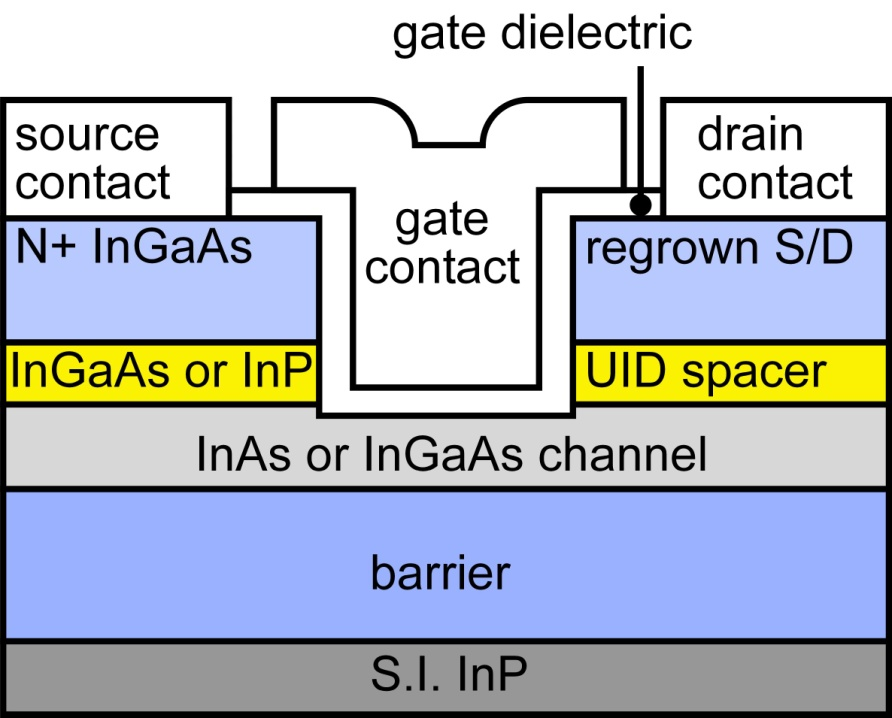 gate dielectric
source
contact
drain
contact
gate
contact
N+ InGaAs
regrown S/D
InGaAs or InP
UID spacer
InAs or InGaAs channel
barrier
S.I. InP